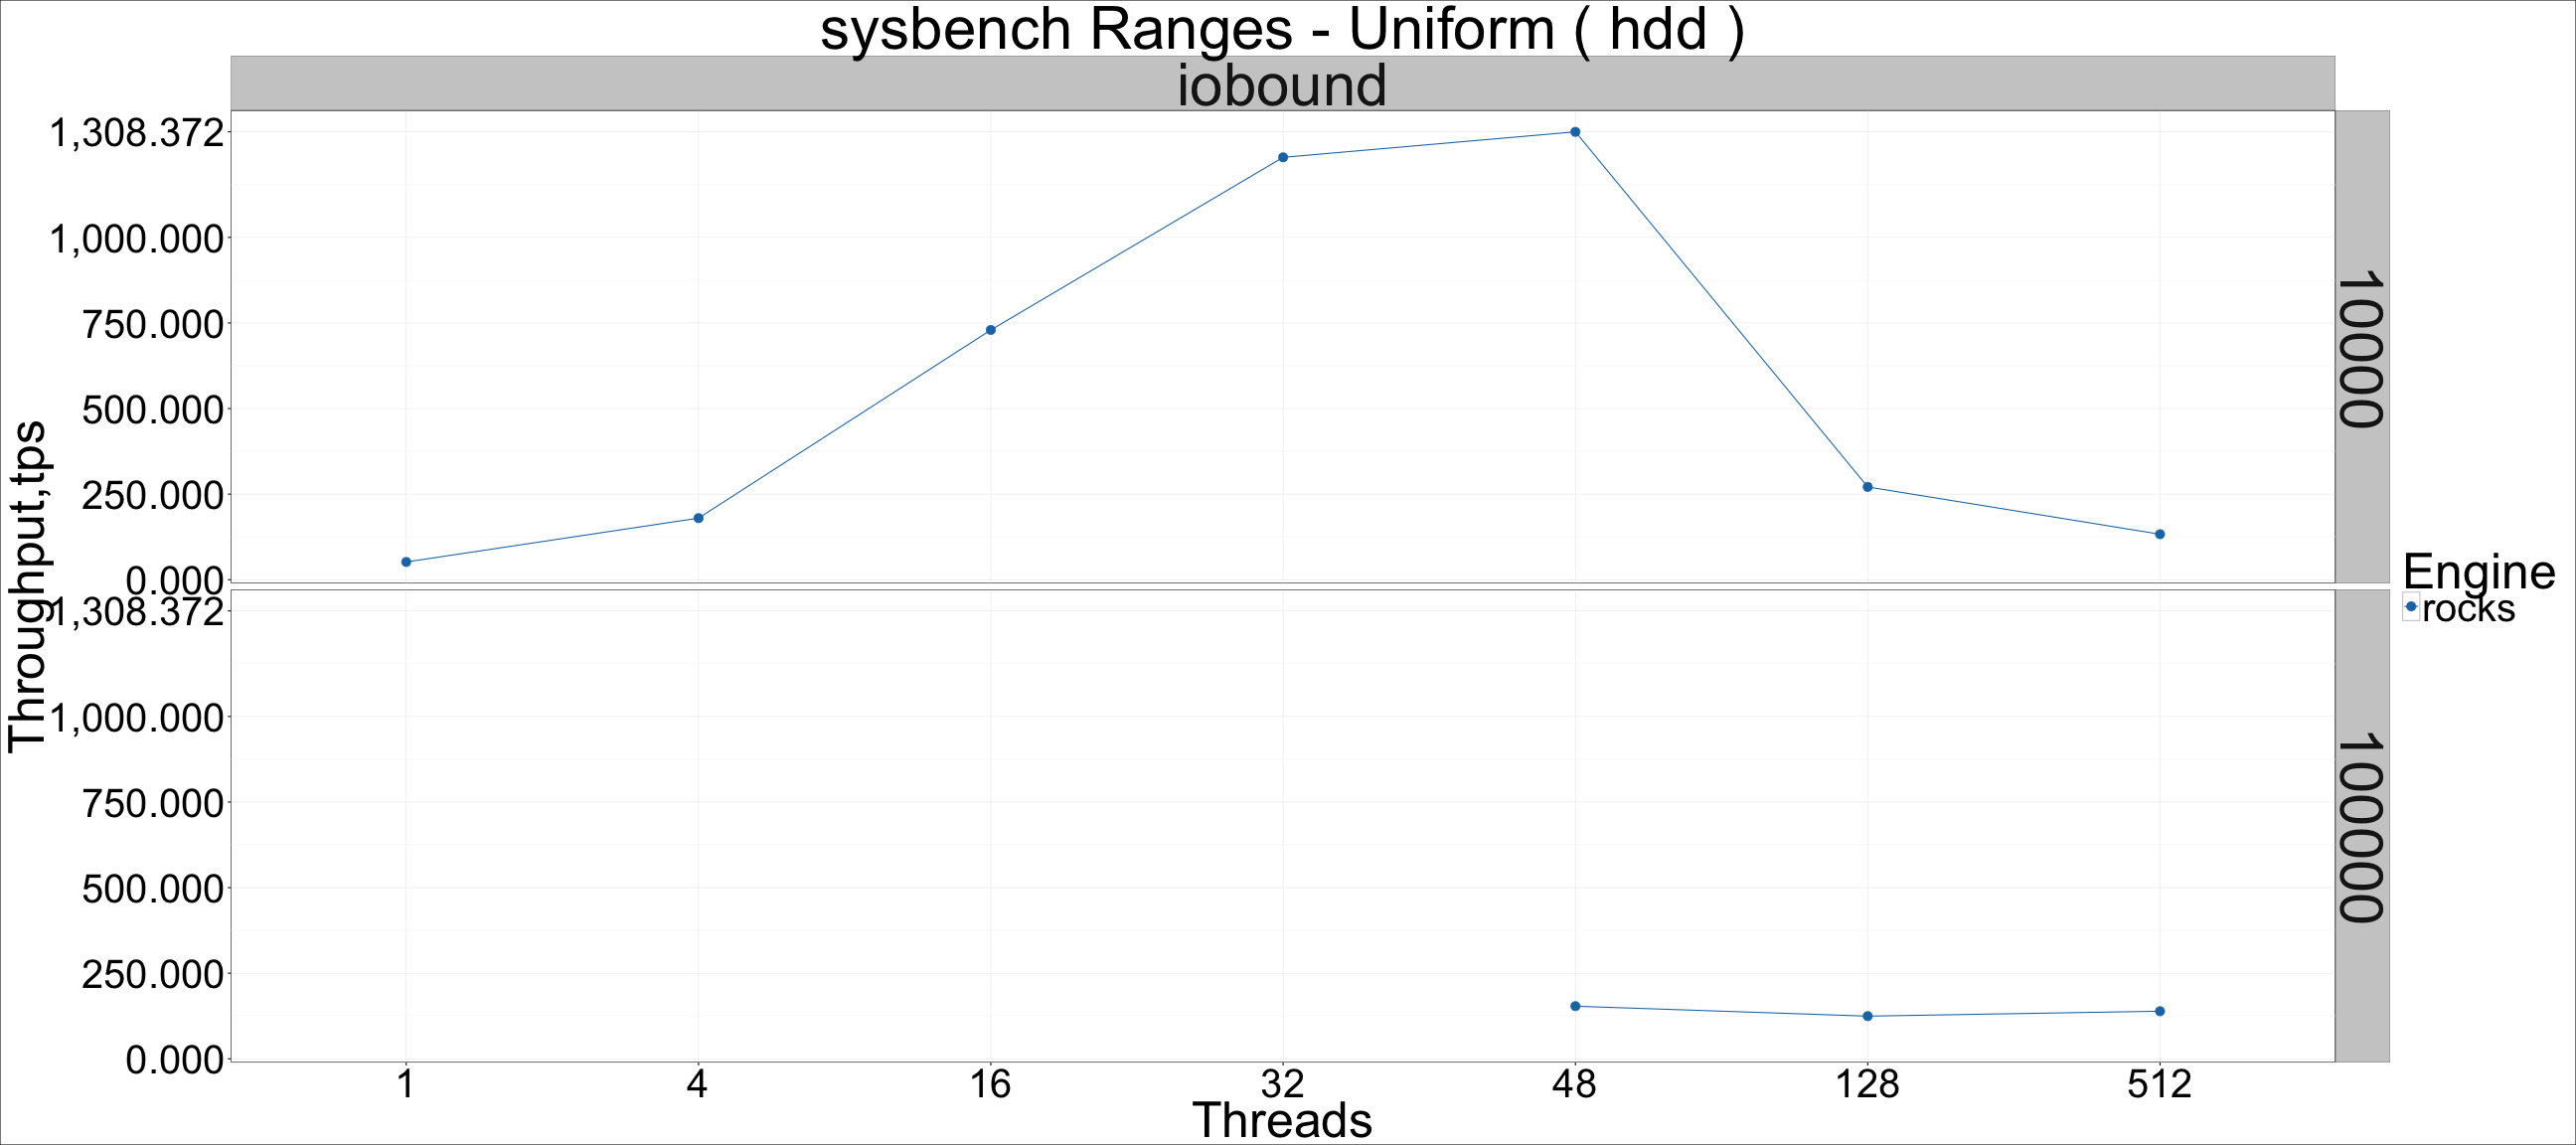 sysbench Ranges - Uniform ( hdd )
iobound
1,308.372
1,000.000
750.000
500.000
250.000
0.000
10000
1,308.372
1,000.000
750.000
500.000
250.000
0.000
100000
Throughput,tps
1 4 16 32 48 128 512
Threads
Engine
rocks